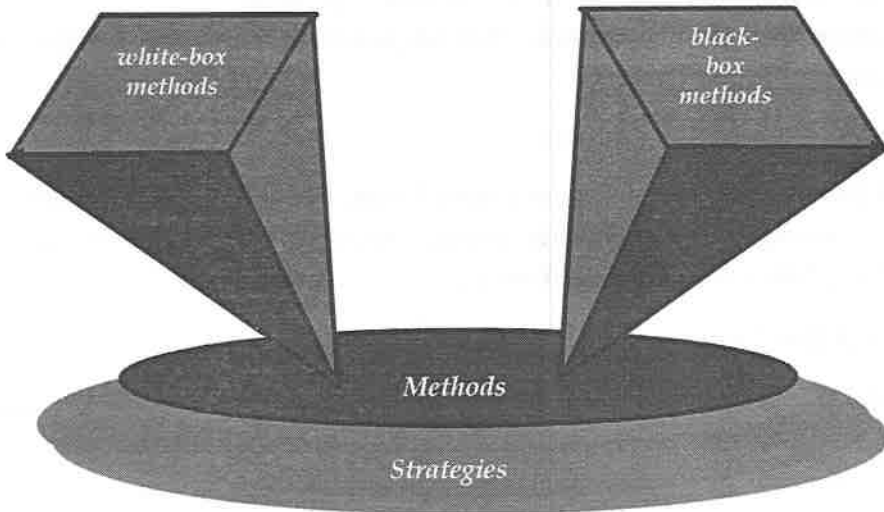 white-box
methods
black-
box
methods
Methods
Strategies